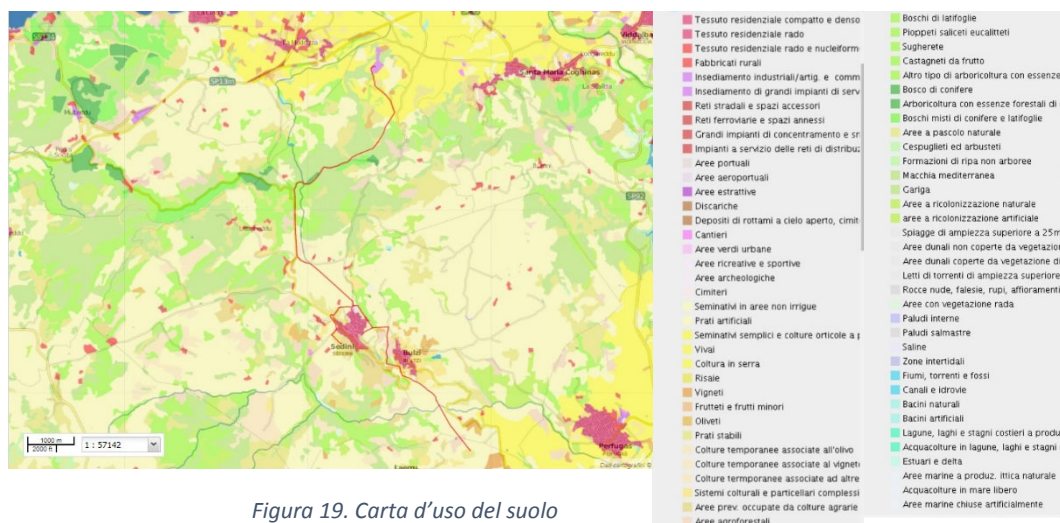 SP13m
Santa Maria Coghinas
Sedini
Bulzi
SP92
Perfugas
1000 m
2000 ft
1 : 57142
Figura 19. Carta d'uso del suolo
Tessuto residenziale compatto e denso
Tessuto residenziale rado
Tessuto residenziale rado e nucleiform
Fabbricati rurali
Insediamento industriali/artig. e comm
Insediamento di grandi impianti di serv
Reti stradali e spazi accessori
Reti ferroviarie e spazi annessi
Grandi impianti di concentramento e sm
Impianti a servizio delle reti di distribuz
Aree portuali
Aree aeroportuali
Aree estrattive
Discariche
Depositi di rottami a cielo aperto, cimit
Cantieri
Aree verdi urbane
Aree ricreative e sportive
Aree archeologiche
Cimiteri
Seminativi in aree non irrigue
Prati artificiali
Seminativi semplici e colture orticole a p
Vivai
Coltura in serra
Risaie
Vigneti
Frutteti e frutti minori
Oliveti
Prati stabili
Colture temporanee associate all'olivo
Colture temporanee associate al vignet
Colture termporanee associate ad altre
Sistemi colturali e particellari complessi
Aree prev. occupate da colture agrarie
Aree agroforestali
Boschi di latifoglie
Pioppeti saliceti eucalitteti
Sugherete
Castagneti da frutto
Altro tipo di arboricoltura con essenze
Bosco di conifere
Arboricoltura con essenze forestali di
Boschi misti di conifere e latifoglie
Aree a pascolo naturale
Cespuglieti ed arbusteti
Formazioni di ripa non arboree
Macchia mediterranea
Gariga
Aree a ricolonizzazione naturale
aree a ricolonizzazione artificiale
Spiagge di ampiezza superiore a 25m
Aree dunali non coperte da vegetazion
Aree dunali coperte da vegetazione di
Letti di torrenti di ampiezza superiore
Rocce nude, falesie, rupi, affioramenti
Aree con vegetazione rada
Paludi interne
Paludi salmastre
Saline
Zone intertidali
Fiumi, torrenti e fossi
Canali e idrovie
Bacini naturali
Bacini artificiali
Lagune, laghi e stagni costieri a produ
Acquacolture in lagune, laghi e stagni
Estuari e delta
Aree marine a produz. ittica naturale
Acquacolture in mare libero
Aree marine chiuse artificialmente